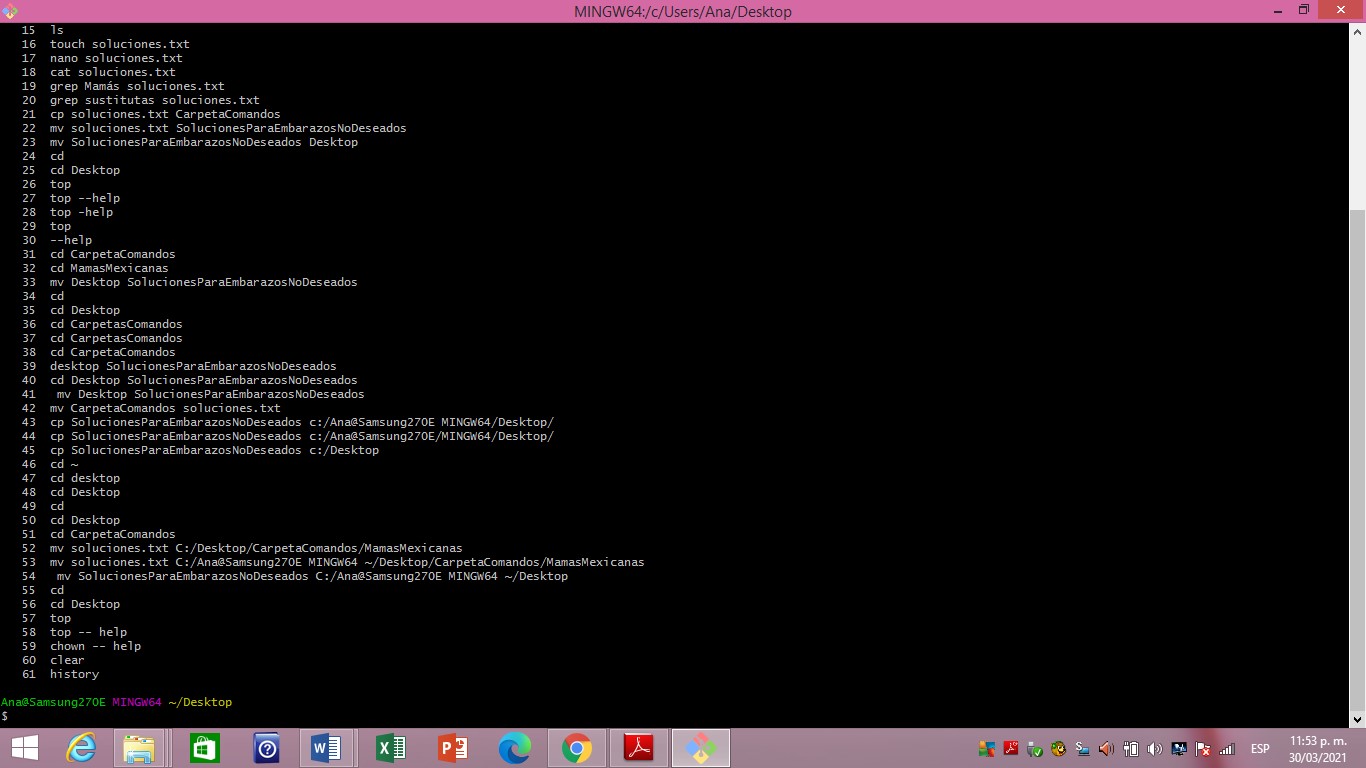 MINGW64:/c/Users/Ana/Desktop
15 ls
16 touch soluciones.txt
17 nano soluciones.txt
18 cat soluciones.txt
19 grep Mamás soluciones.txt
20 grep sustitutas soluciones.txt
21 cp soluciones.txt CarpetaComandos
22 mv soluciones.txt SolucionesParaEmbarazosNoDeseados
23 mv SolucionesParaEmbarazosNoDeseados Desktop
24 cd
25 cd Desktop
26 top
27 top --help
28 top -help
29 top
30 --help
31 cd CarpetaComandos
32 cd MamasMexicanas
33 mv Desktop SolucionesParaEmbarazosNoDeseados
34 cd
35 cd Desktop
36 cd CarpetasComandos
37 cd CarpetasComandos
38 cd CarpetaComandos
39 desktop SolucionesParaEmbarazosNoDeseados
40 cd Desktop SolucionesParaEmbarazosNoDeseados
41  mv Desktop SolucionesParaEmbarazosNoDeseados
42 mv CarpetaComandos soluciones.txt
43 cp SolucionesParaEmbarazosNoDeseados c:/Ana@Samsung270E MINGW64/Desktop/
44 cp SolucionesParaEmbarazosNoDeseados c:/Ana@Samsung270E/MINGW64/Desktop/
45 cp SolucionesParaEmbarazosNoDeseados c:/Desktop
46 cd ~
47 cd desktop
48 cd Desktop
49 cd
50 cd Desktop
51 cd CarpetaComandos
52 mv soluciones.txt C:/Desktop/CarpetaComandos/MamasMexicanas
53 mv soluciones.txt C:/Ana@Samsung270E MINGW64 ~/Desktop/CarpetaComandos/MamasMexicanas
54  mv SolucionesParaEmbarazosNoDeseados C:/Ana@Samsung270E MINGW64 ~/Desktop
55 cd
56 cd Desktop
57 top
58 top -- help
59 chown -- help
60 clear
61 history
Ana@Samsung270E MINGW64 ~/Desktop
$
ESP
11:53 p. m.
30/03/2021